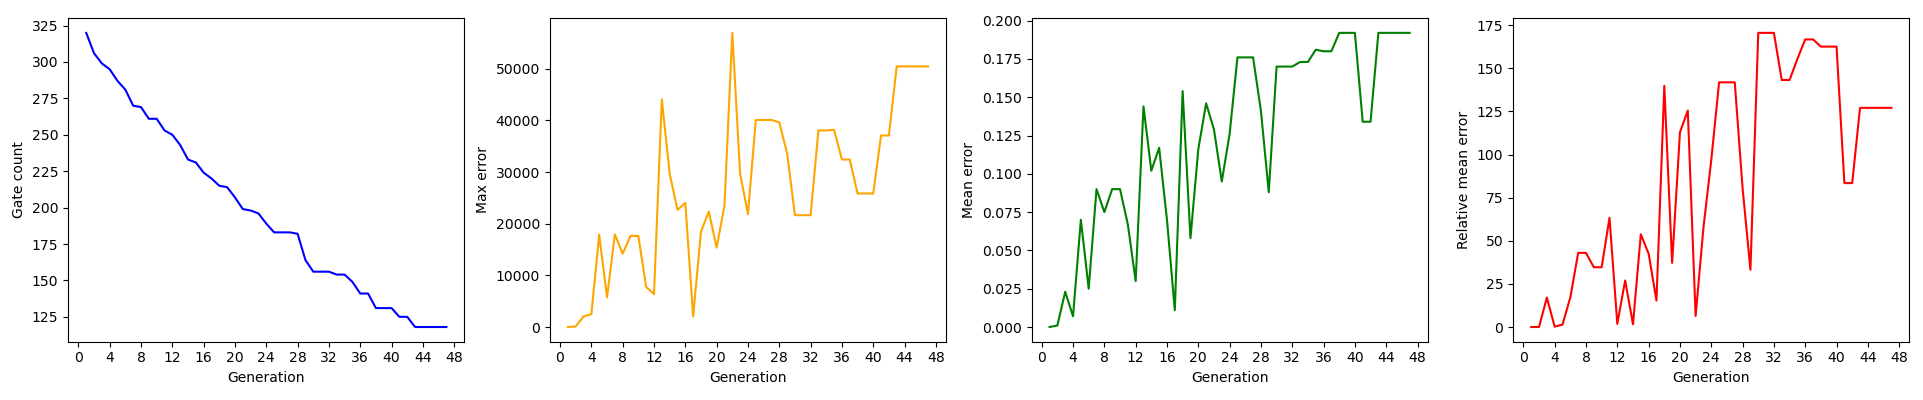 325
300
275
250
225
200
175
150
125
Gate count
0 4 8 12 16 20 24 28 32 36 40 44 48
Generation
50000
40000
30000
20000
10000
0
Max error
0 4 8 12 16 20 24 28 32 36 40 44 48
Generation
0.200
0.175
0.150
0.125
0.100
0.075
0.050
0.025
0.000
Mean error
0 4 8 12 16 20 24 28 32 36 40 44 48
Generation
175
150
125
100
75
50
25
0
Relative mean error
0 4 8 12 16 20 24 28 32 36 40 44 48
Generation